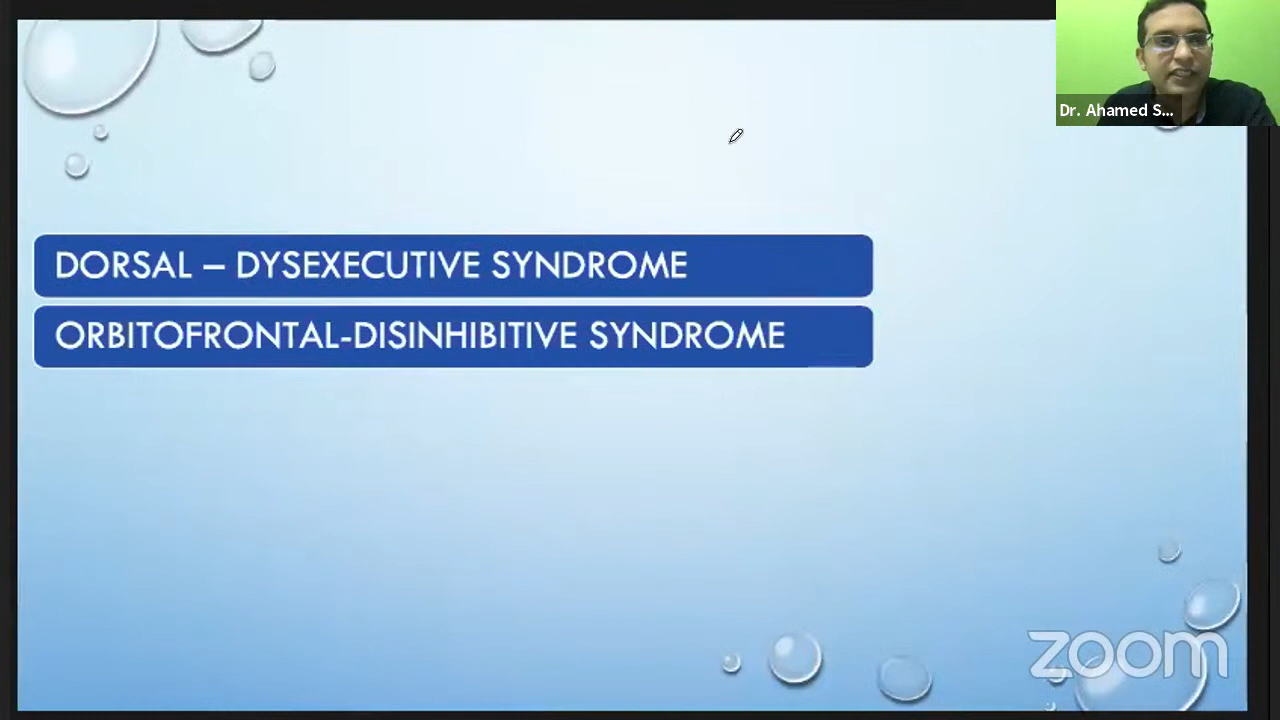 Dr. Ahamed S...
DORSAL – DYSEXECUTIVE SYNDROME
ORBITOFRONTAL-DISINHIBITIVE SYNDROME
zoom